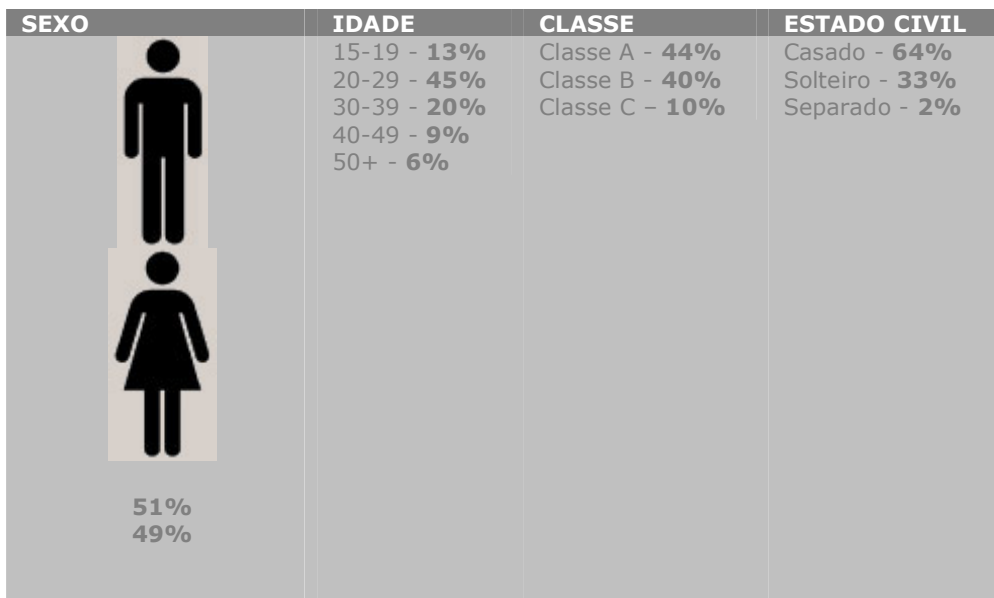 SEXO
51%
49%
IDADE
15-19 - 13%
20-29 - 45%
30-39 - 20%
40-49 - 9%
50+ - 6%
CLASSE
Classe A - 44%
Classe B - 40%
Classe C – 10%
ESTADO CIVIL
Casado - 64%
Solteiro - 33%
Separado - 2%